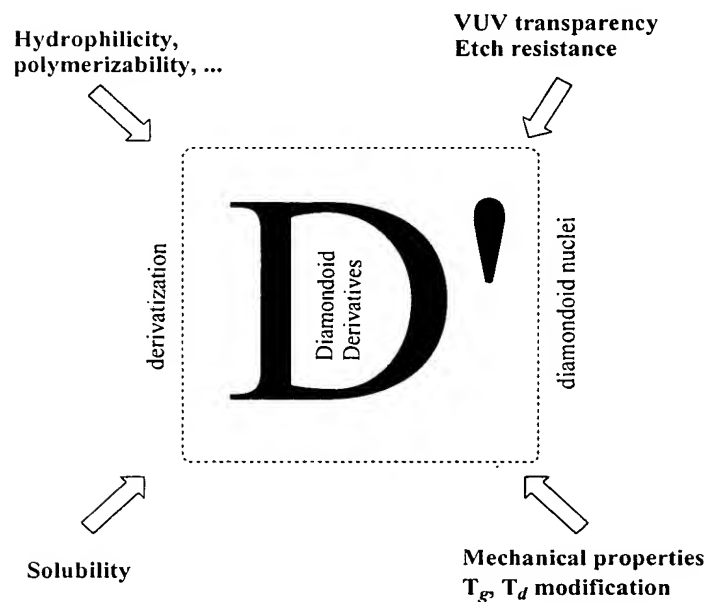 Hydrophilicity,
polymerizability, ...
VUV transparency
Etch resistance
derivatization
D'
Diamondoid
Derivatives
diamondoid nuclei
Solubility
Mechanical properties
Tg, Td modification